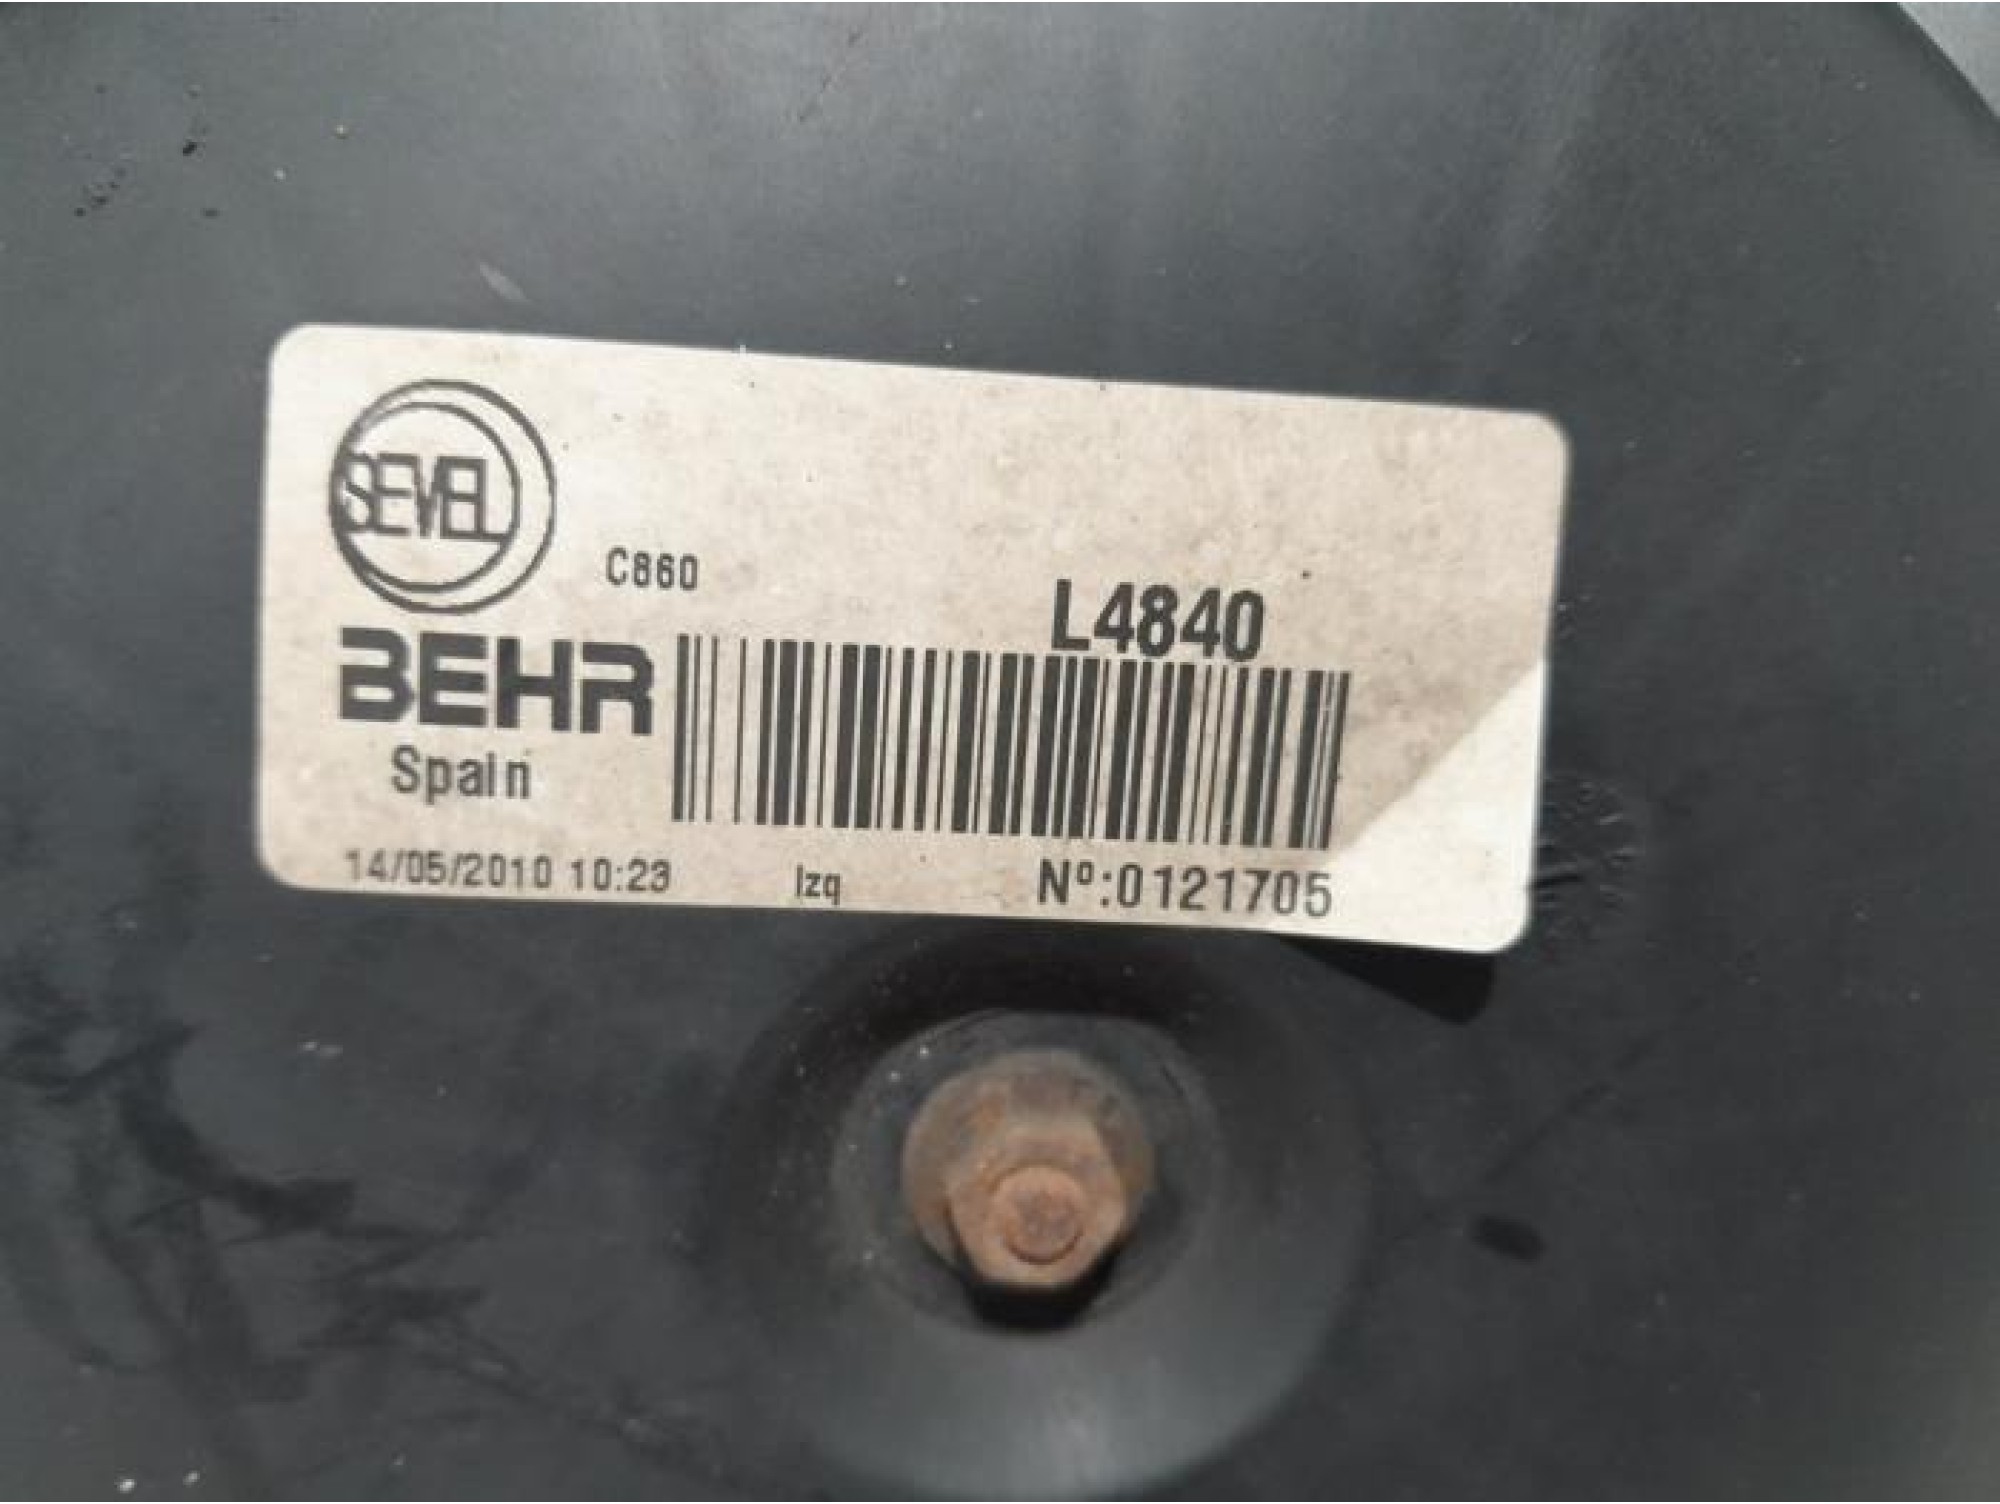 SEVEL
C860
L4840
BEHR
Spain
14/05/2010 10:23 Izq Nº:0121705